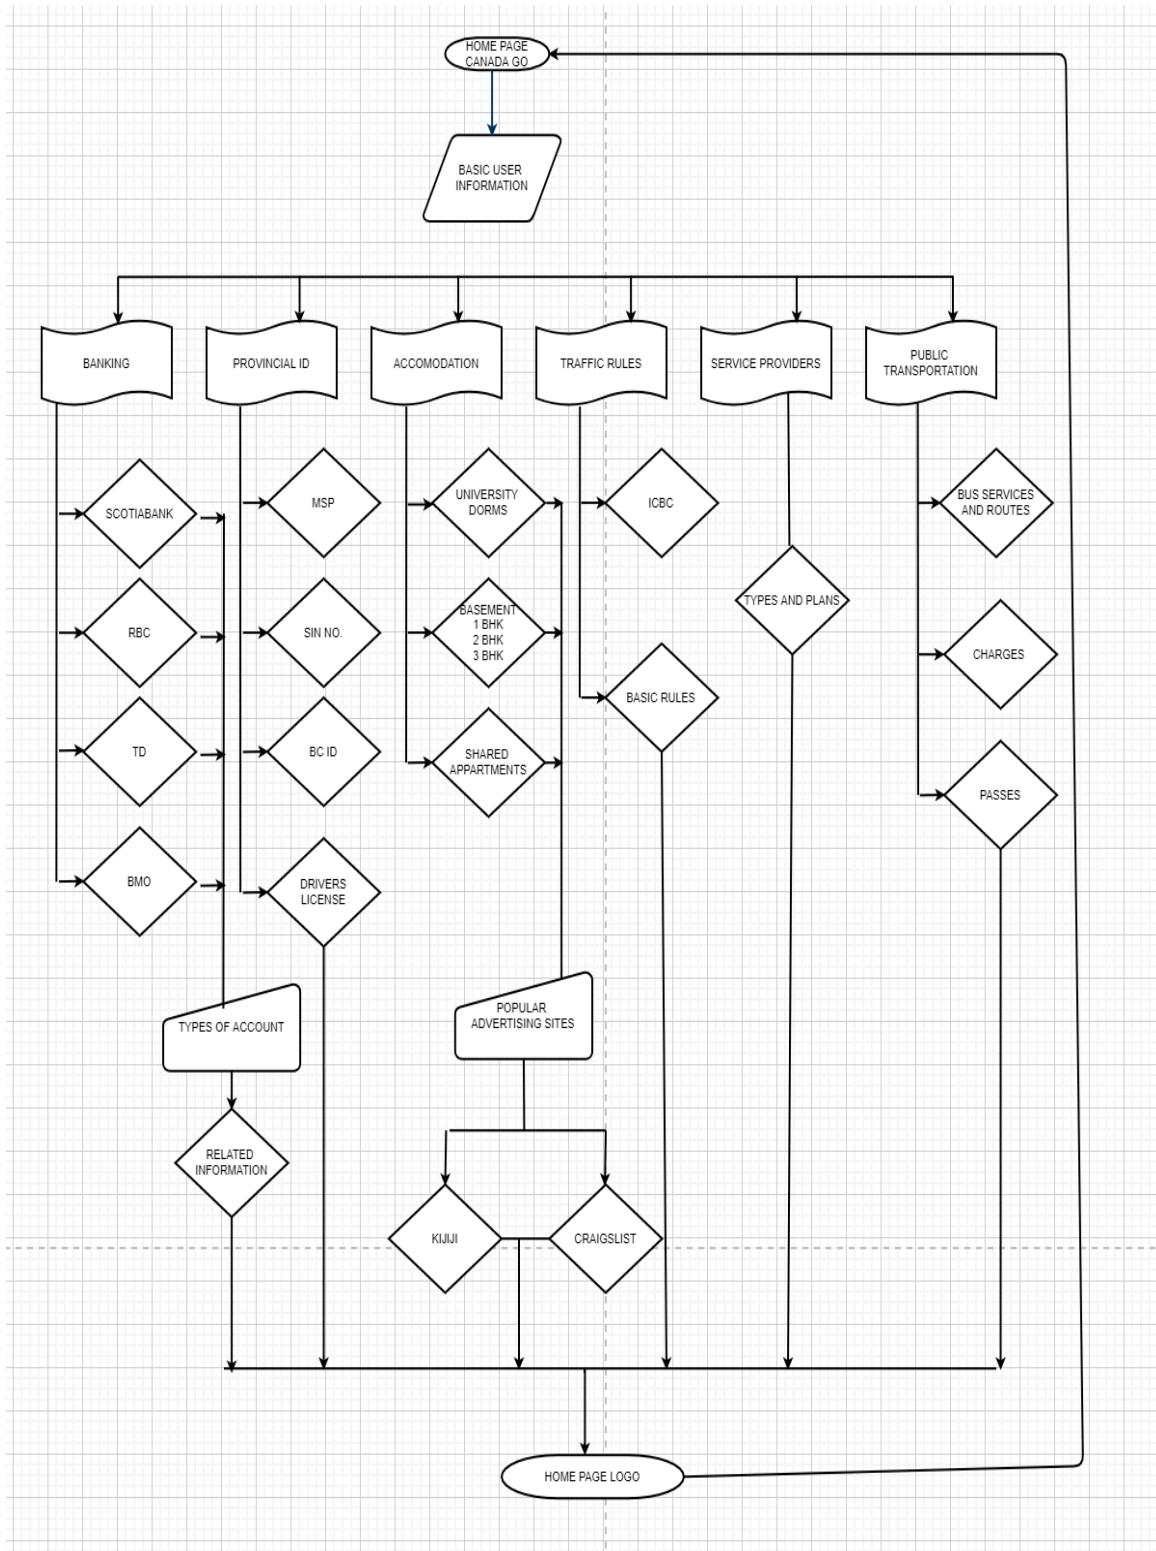 HOME PAGE
CANADA GO
BASIC USER
INFORMATION
BANKING
PROVINCIAL ID
ACCOMODATION
TRAFFIC RULES
SERVICE PROVIDERS
PUBLIC
TRANSPORTATION
SCOTIABANK
RBC
TD
BMO
MSP
SIN NO.
BC ID
DRIVERS
LICENSE
UNIVERSITY
DORMS
BASEMENT
1 BHK
2 BHK
3 BHK
SHARED
APPARTMENTS
ICBC
BASIC RULES
TYPES AND PLANS
BUS SERVICES
AND ROUTES
CHARGES
PASSES
TYPES OF ACCOUNT
RELATED
INFORMATION
POPULAR
ADVERTISING SITES
KIJIJI
CRAIGSLIST
HOME PAGE LOGO